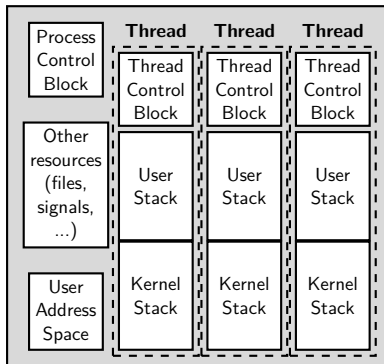 Process
Control
Block
Other
resources
(files,
signals,
...)
User
Address
Space
Thread
Thread
Control
Block
User
Stack
Kernel
Stack
Thread
Thread
Control
Block
User
Stack
Kernel
Stack
Thread
Thread
Control
Block
User
Stack
Kernel
Stack